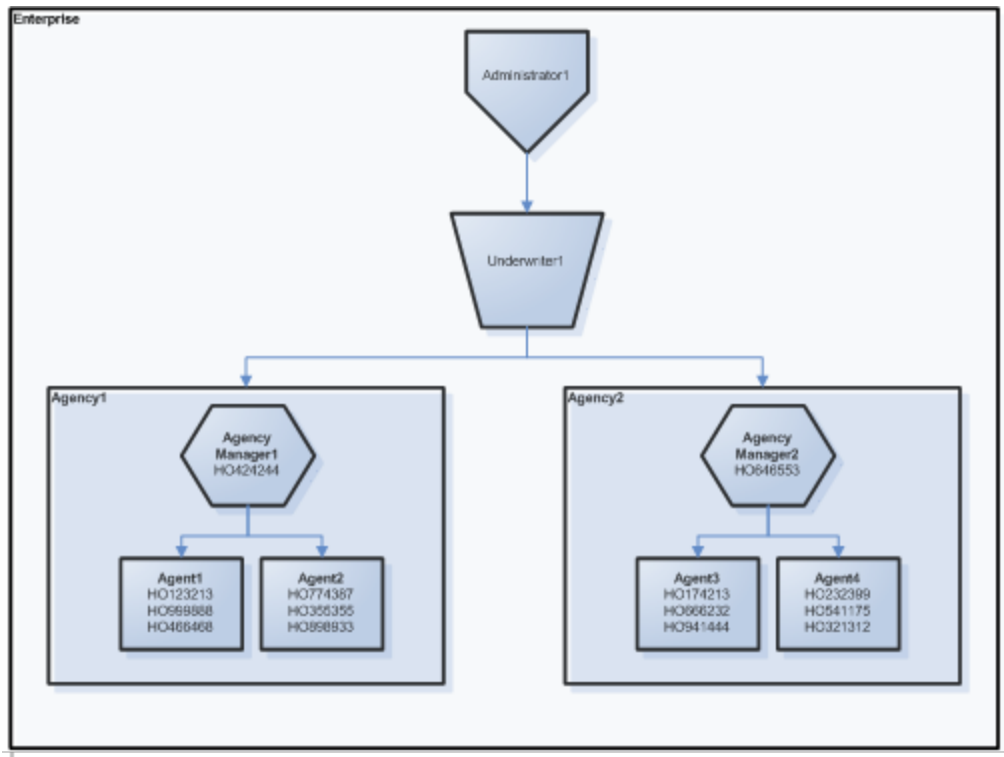 Enterprise
Administrator1
Underwriter1
Agency1
Agency
Manager1
HO424244
Agent1
HO123213
HO999888
HO466468
Agent2
HO774387
HO355355
HO898933
Agency2
Agency
Manager2
HO646553
Agent3
HO174213
HO666232
HO941444
Agent4
HO232399
HO541175
HO321312